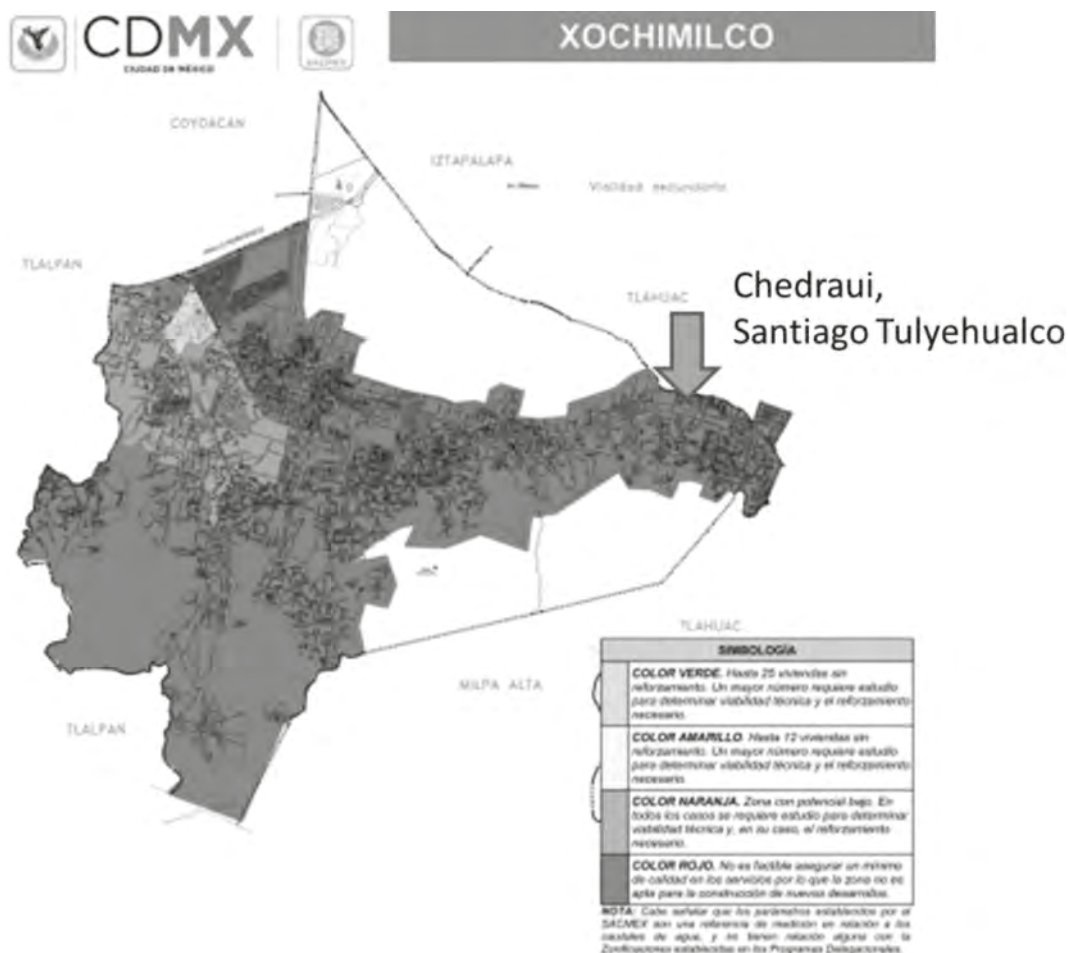 CDMX
CIUDAD DE MÉXICO
SACMEX
XOCHIMILCO
COYOACAN
IZTAPALAPA
Vialidad secundaria
TLALPAN
TLAHUAC
Chedraui,
Santiago Tulyehualco
TLAHUAC
MILPA ALTA
TLALPAN
SIMBOLOGÍA
COLOR VERDE. Hasta 25 viviendas sin
reforzamiento. Un mayor número requiere estudio
para determinar viabilidad técnica y el reforzamiento
necesario.
COLOR AMARILLO. Hasta 12 viviendas sin
reforzamiento. Un mayor número requiere estudio
para determinar viabilidad técnica y el reforzamiento
necesario.
COLOR NARANJA. Zona con potencial bajo. En
todos los casos se requiere estudio para determinar
viabilidad técnica y, en su caso, el reforzamiento
necesario.
COLOR ROJO. No es factible asegurar un mínimo
de calidad en los servicios por lo que la zona no es
apta para la construcción de nuevos desarrollos.
NOTA: Cabe señalar que los parámetros establecidos por el
SACMEX son una referencia de medición en relación a los
caudales de agua, y no tienen relación alguna con la
Zonificaciones establecidas en los Programas Delegacionales.